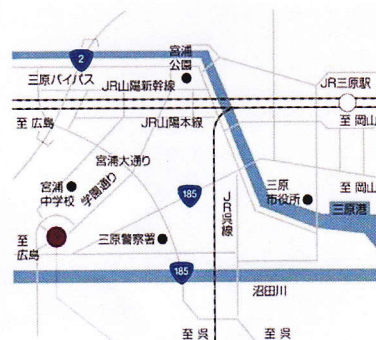 宮浦
公園
2
三原バイパス
JR山陽新幹線
JR三原駅
至 広島
JR山陽本線
至 岡山
宮浦大通り
学園通り
宮浦
中学校
185
JR呉線
三原
市役所
至 岡山
三原港
至
広島
三原警察署
185
沼田川
至 呉
至 呉